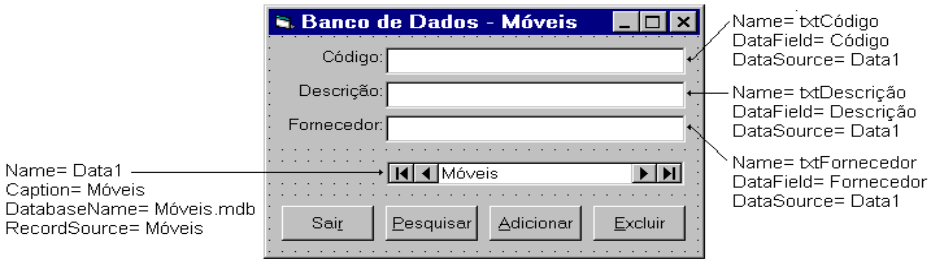 Banco de Dados - Móveis
Código:
Descrição:
Fornecedor:
Móveis
Sair
Pesquisar
Adicionar
Excluir
Name= txtCódigo
DataField= Código
DataSource= Data1
Name= txtDescrição
DataField= Descrição
DataSource= Data1
Name= txtFornecedor
DataField= Fornecedor
DataSource= Data1
Name= Data1
Caption= Móveis
DatabaseName= Móveis.mdb
RecordSource= Móveis